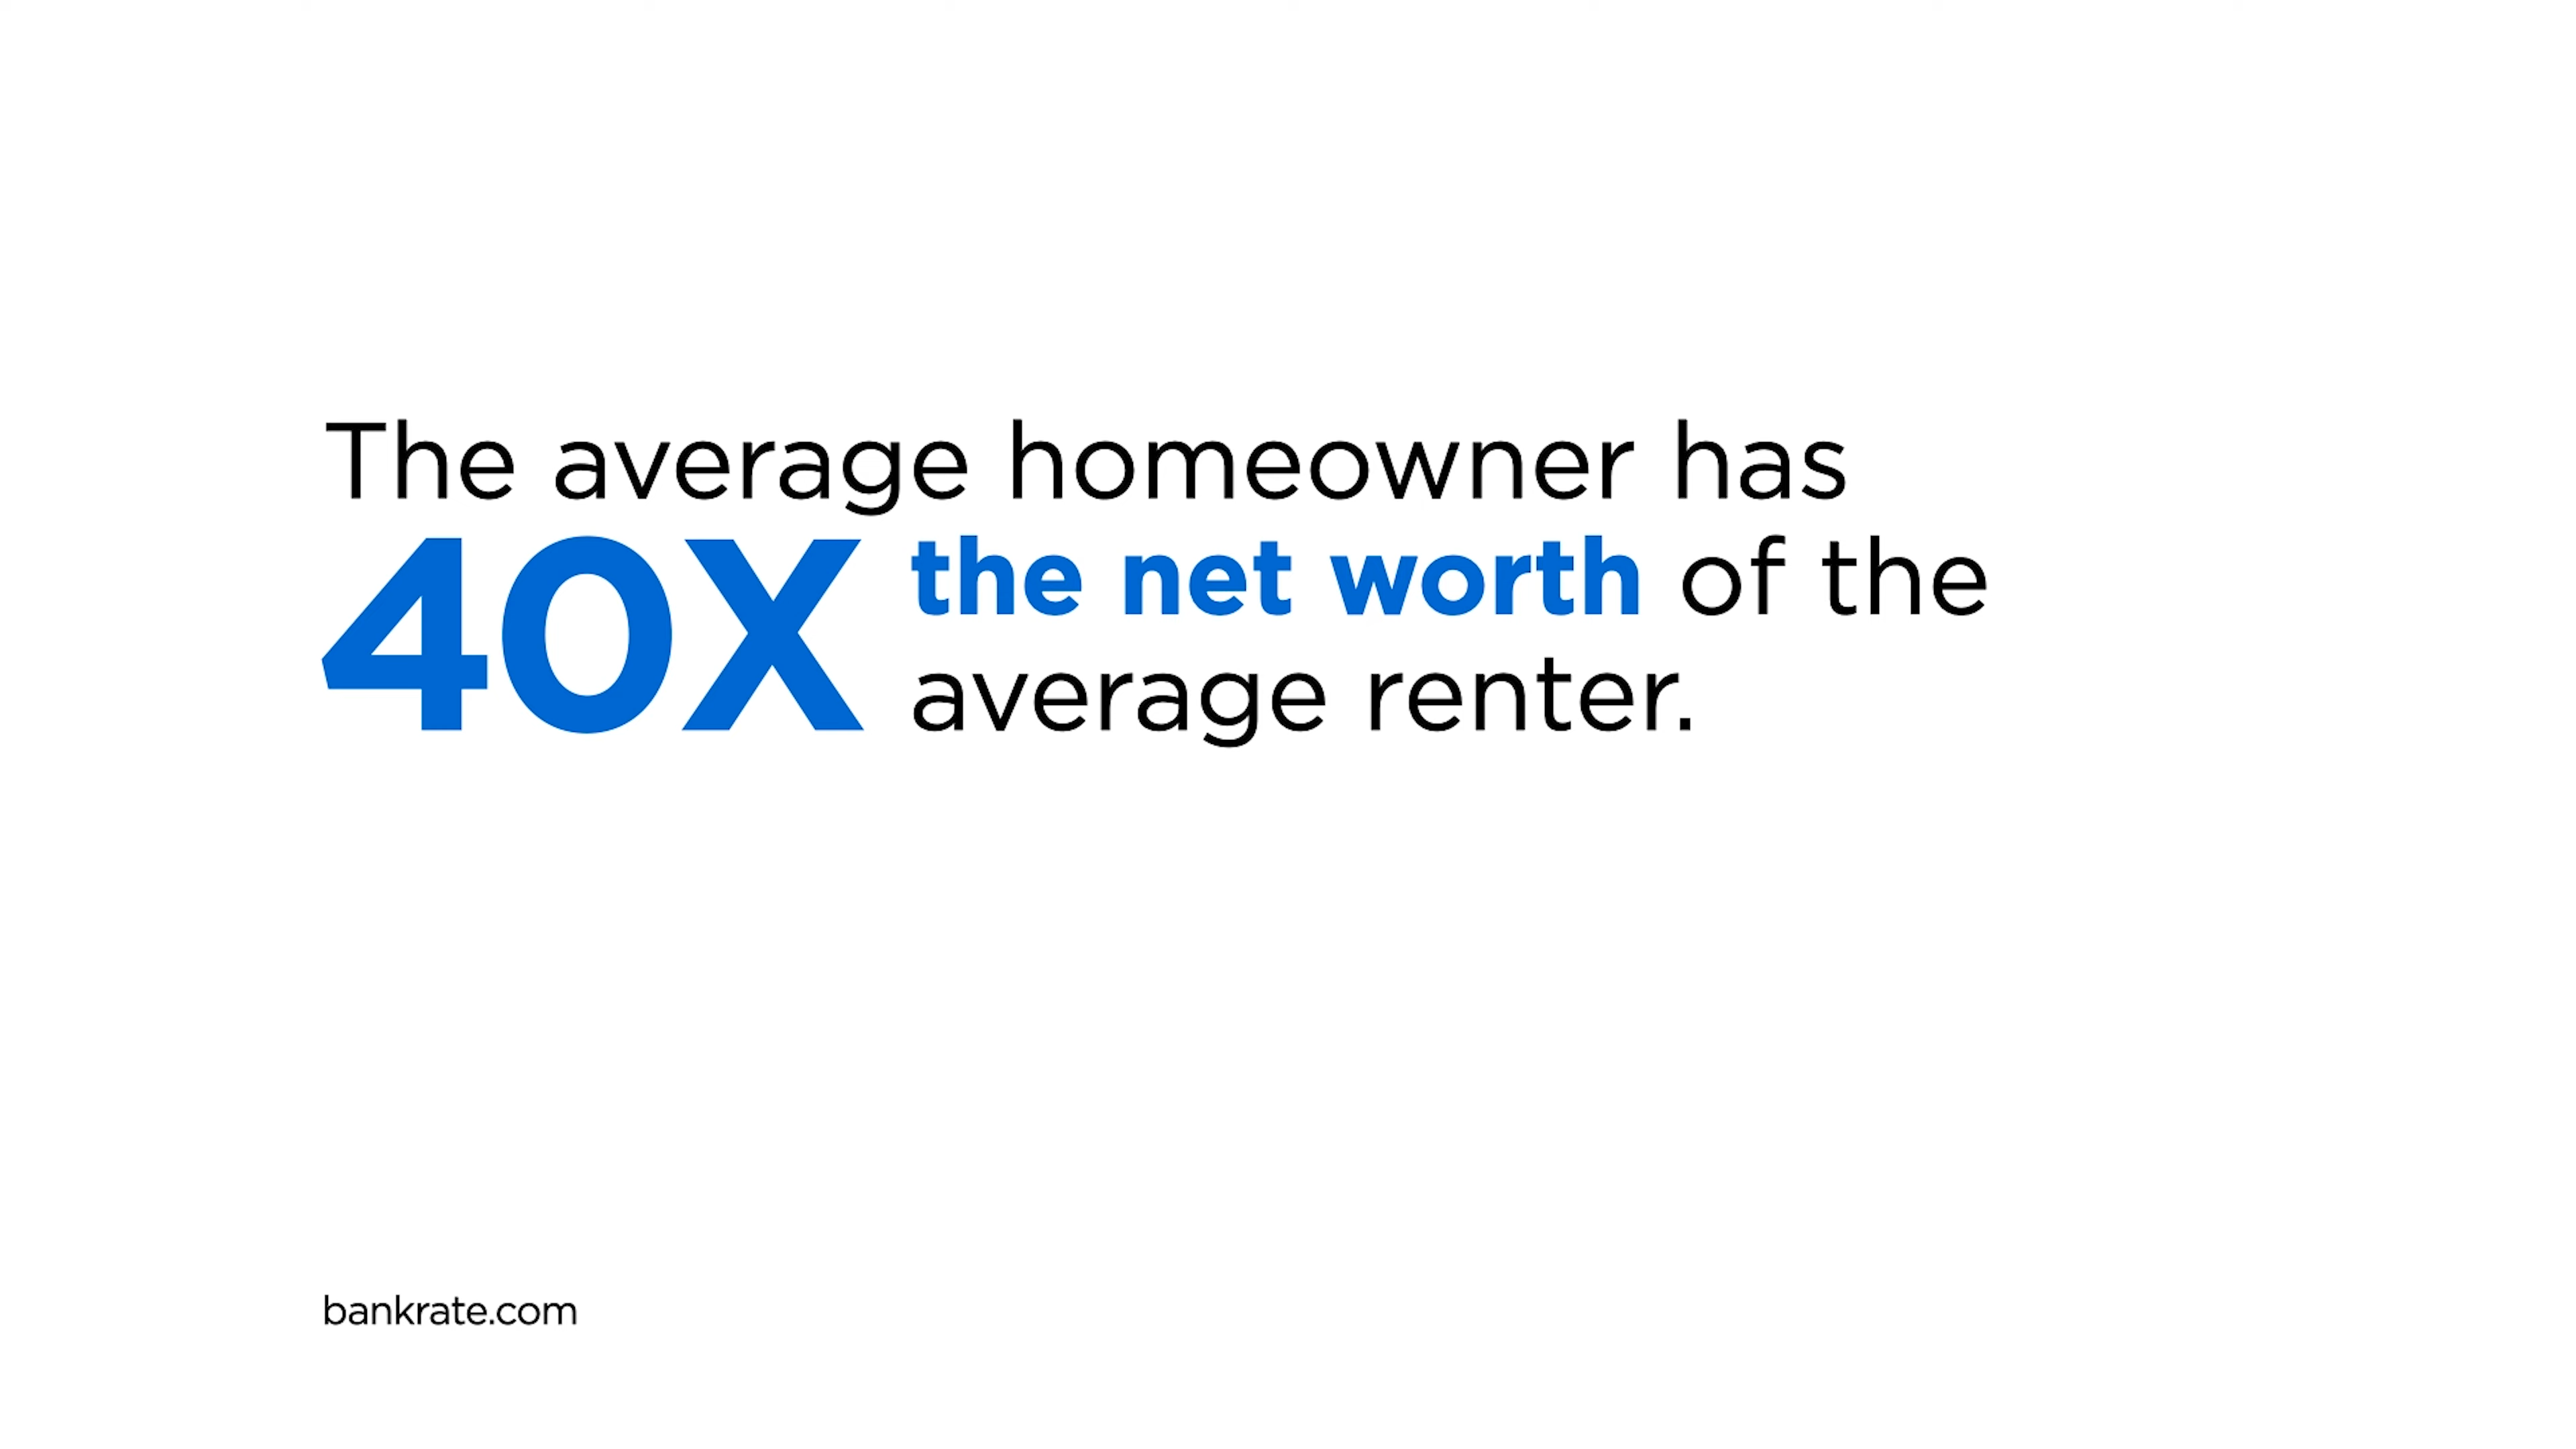 The average homeowner has
40X the net worth of the
average renter.
bankrate.com